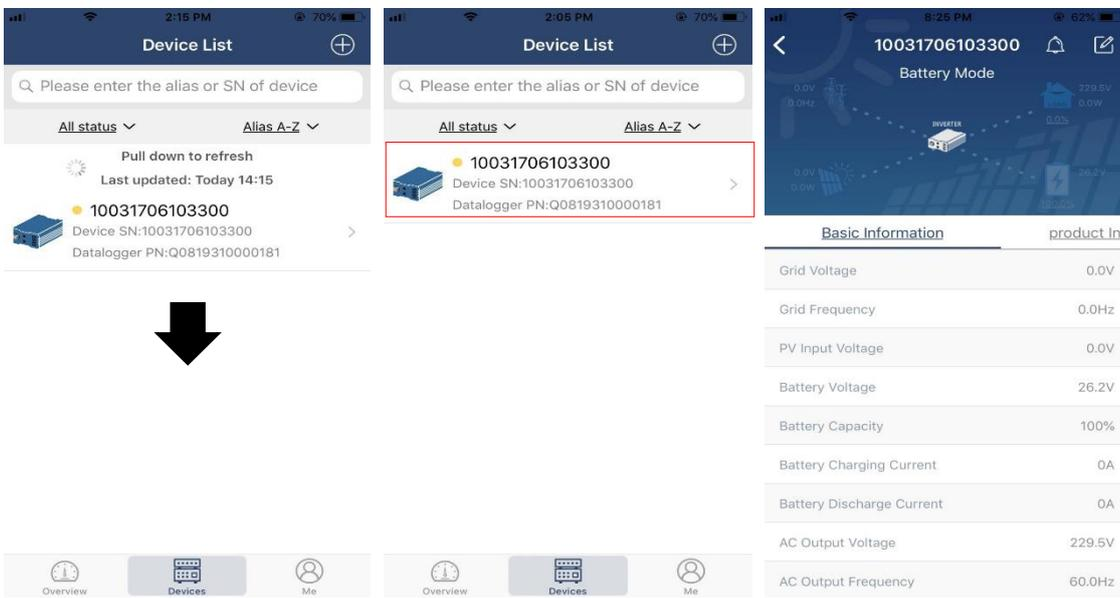 2:15 PM
70%
Device List
Please enter the alias or SN of device
All status
Alias A-Z
Pull down to refresh
Last updated: Today 14:15
10031706103300
Device SN:10031706103300
Datalogger PN:Q0819310000181
Overview
Devices
Me
2:05 PM
70%
Device List
Please enter the alias or SN of device
All status
Alias A-Z
10031706103300
Device SN:10031706103300
Datalogger PN:Q0819310000181
Overview
Devices
Me
8:25 PM
62%
10031706103300
Battery Mode
0.0V
0.0Hz
229.5V
0.0W
0.0%
INVERTER
0.0V
0.0W
26.2V
100.0%
Basic Information
product In
Grid Voltage 0.0V
Grid Frequency 0.0Hz
PV Input Voltage 0.0V
Battery Voltage 26.2V
Battery Capacity 100%
Battery Charging Current 0A
Battery Discharge Current 0A
AC Output Voltage 229.5V
AC Output Frequency 60.0Hz